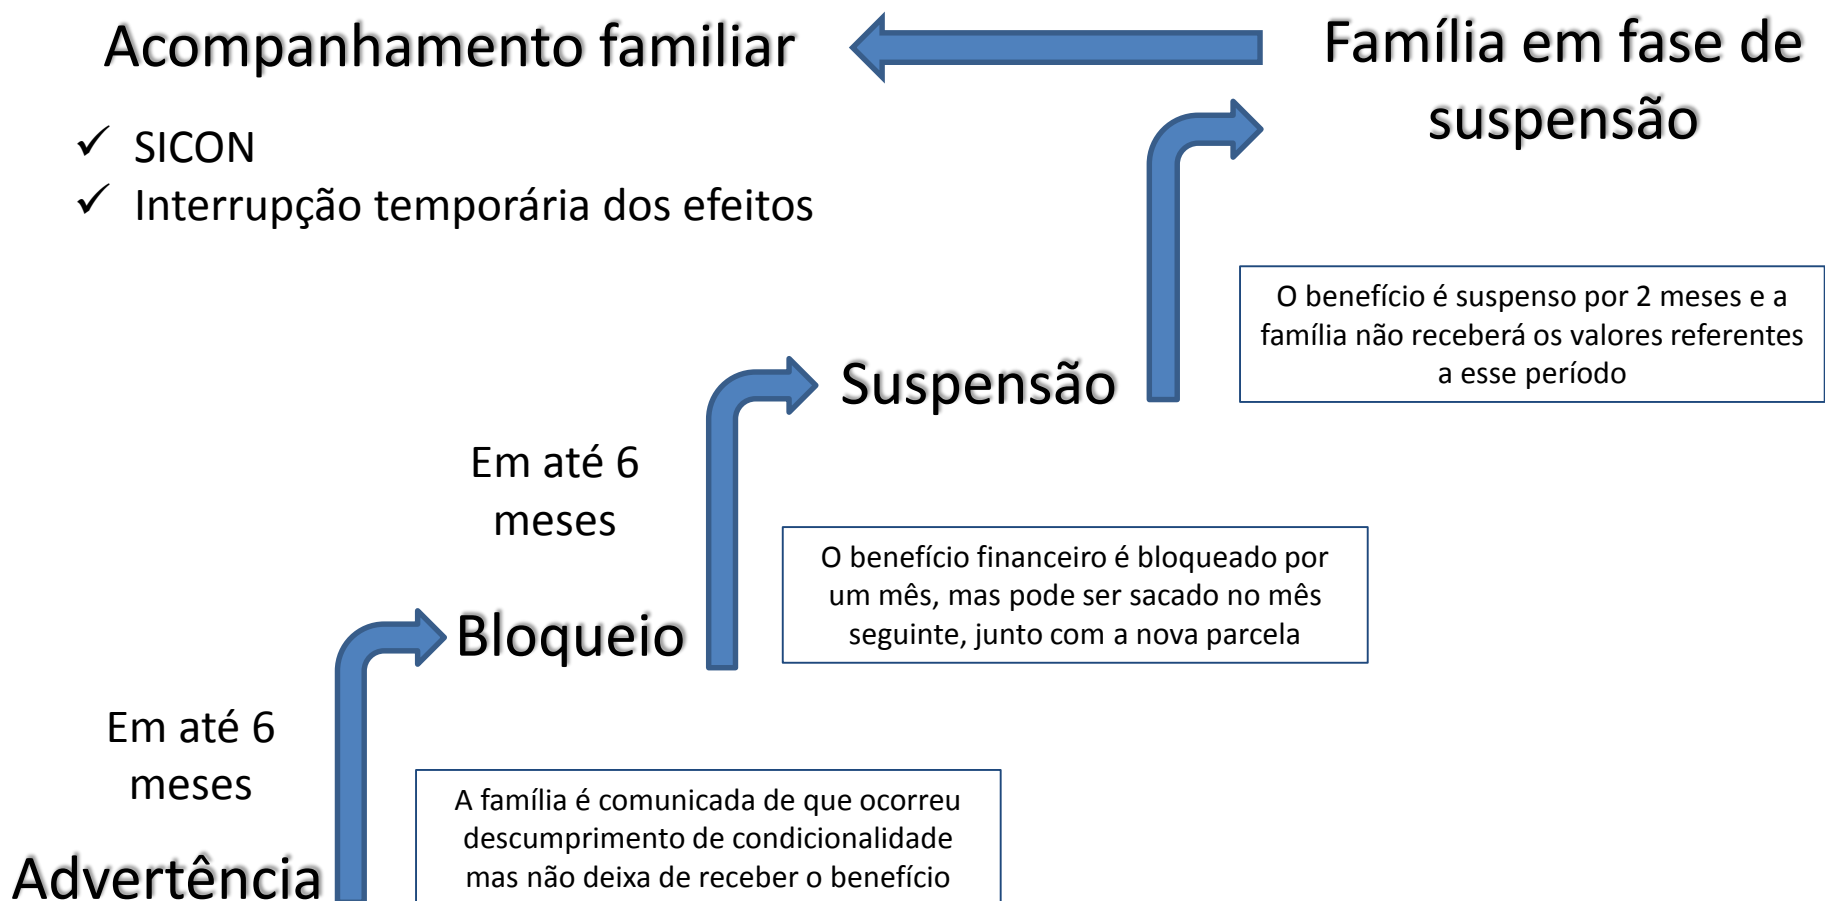 Acompanhamento familiar
✓ SICON
✓ Interrupção temporária dos efeitos
Família em fase de
suspensão
O benefício é suspenso por 2 meses e a
família não receberá os valores referentes
a esse período
Suspensão
Em até 6
meses
O benefício financeiro é bloqueado por
um mês, mas pode ser sacado no mês
seguinte, junto com a nova parcela
Bloqueio
Em até 6
meses
A família é comunicada de que ocorreu
descumprimento de condicionalidade
mas não deixa de receber o benefício
Advertência